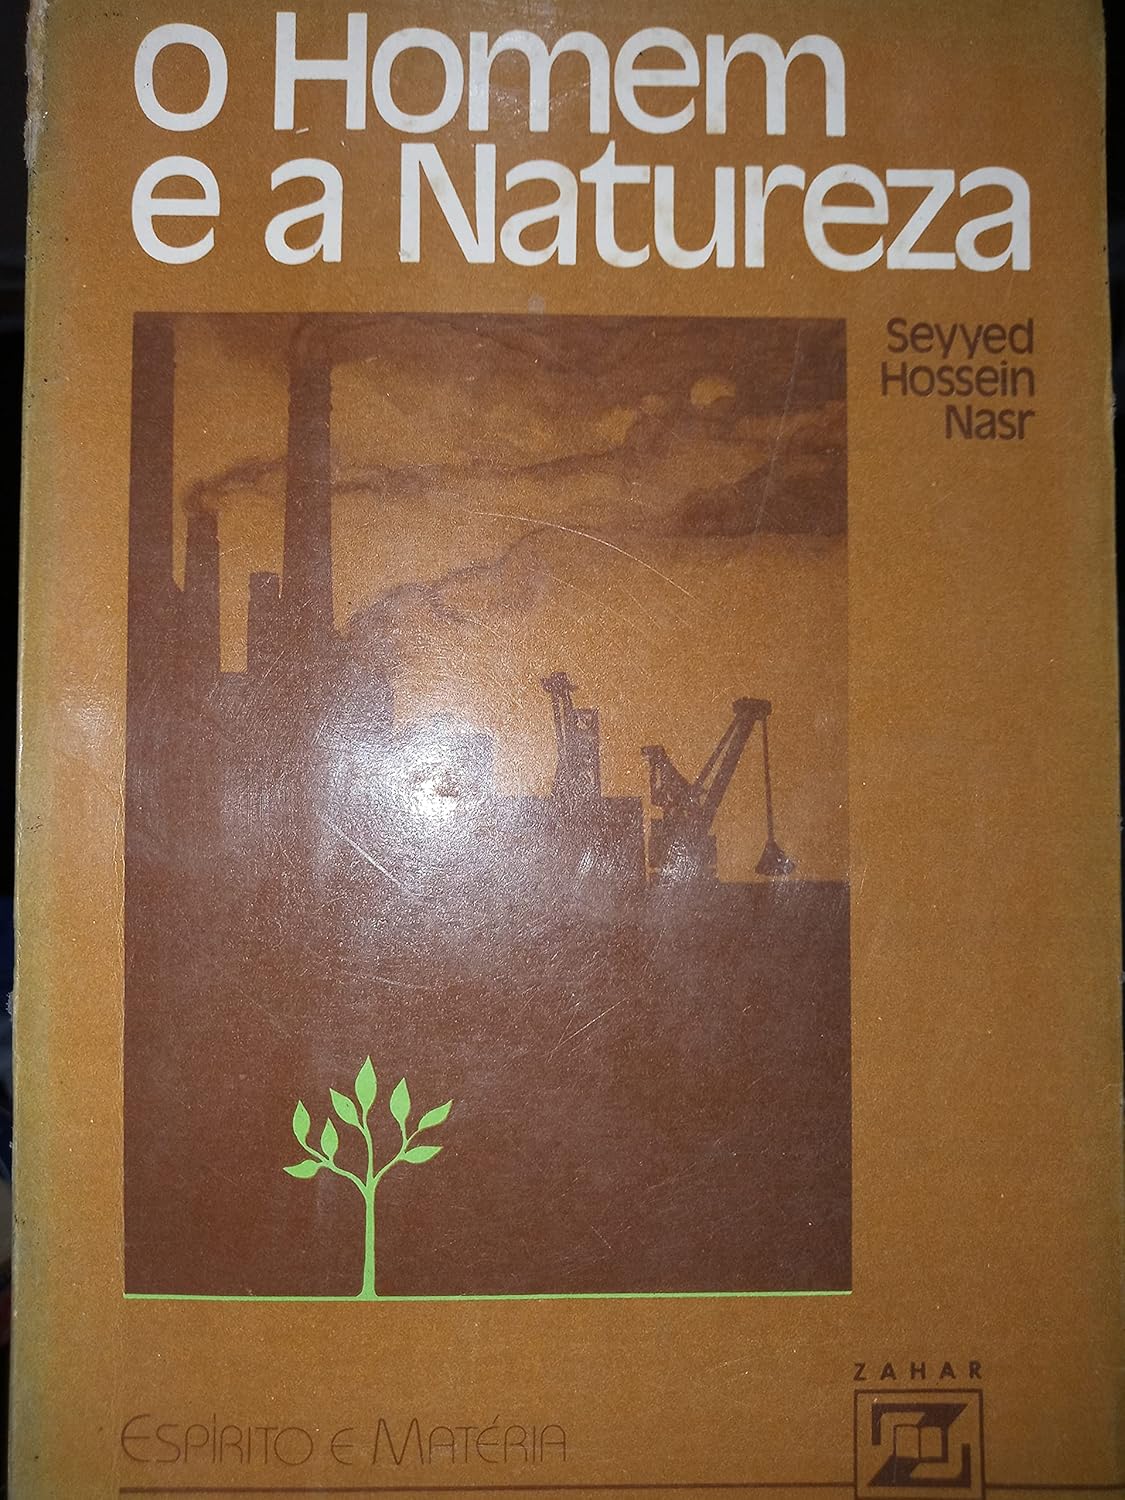 o Homem
e a Natureza
Seyyed
Hossein
Nasr
ZAHAR
ESPÍRITO E MATÉRIA